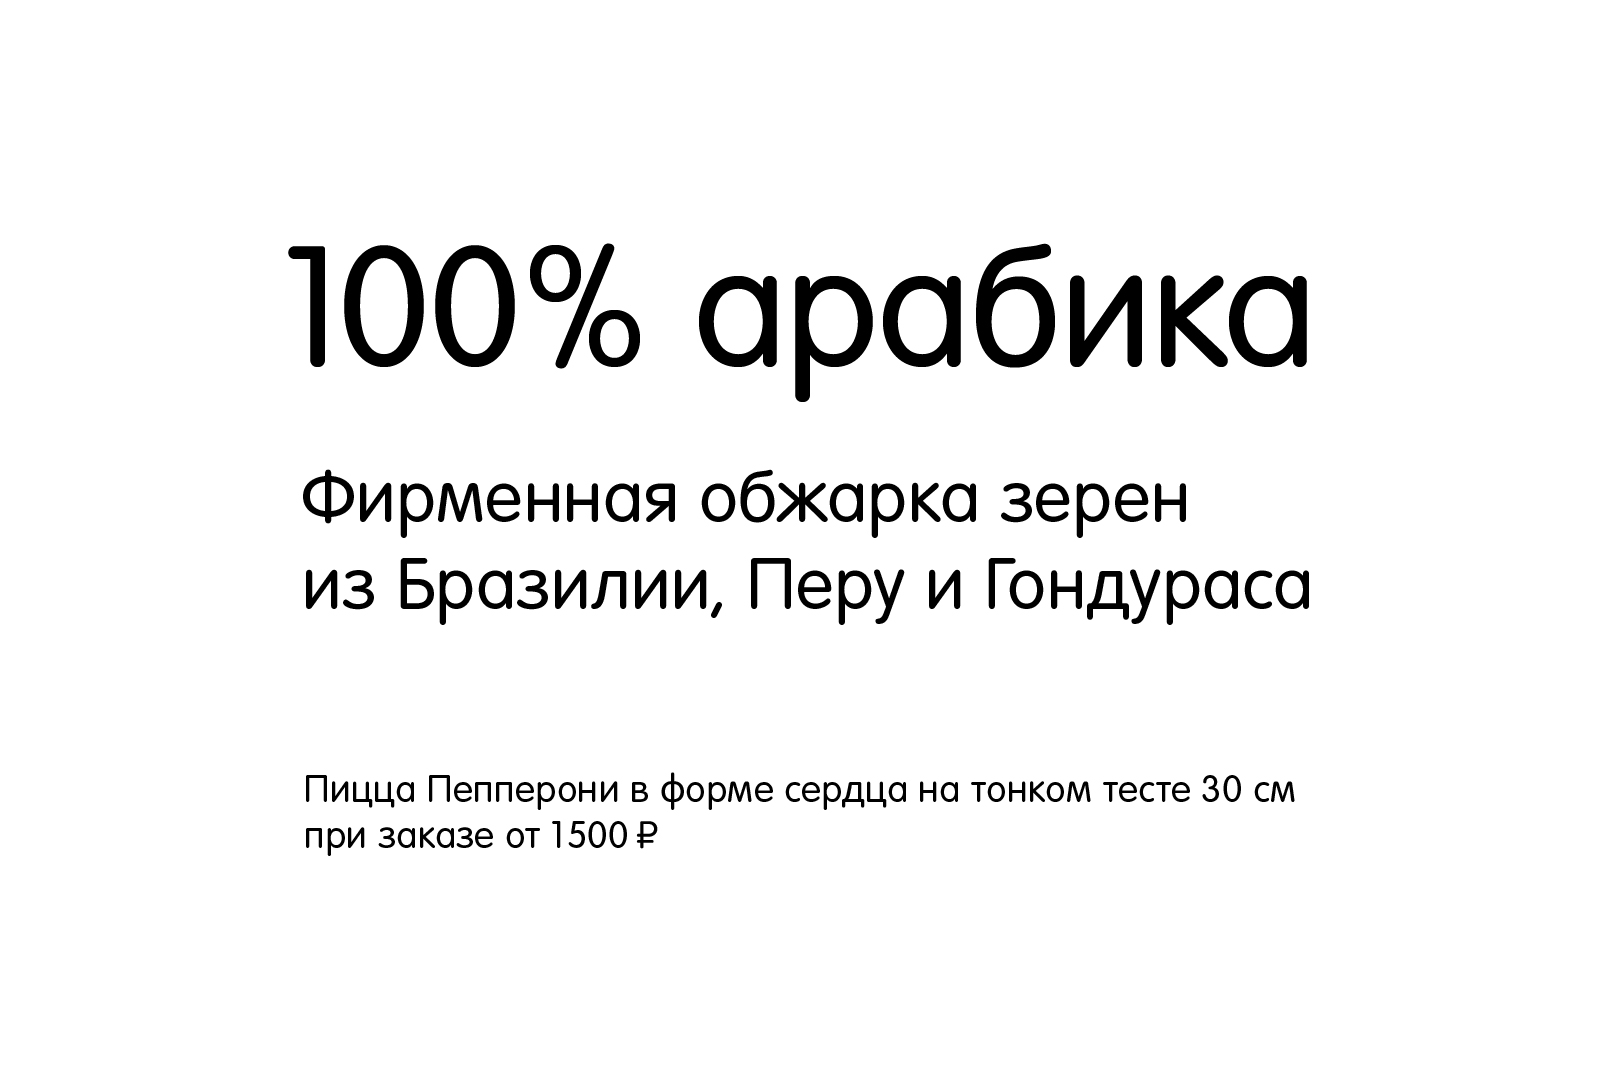 100% арабика
Фирменная обжарка зерен
из Бразилии, Перу и Гондураса
Пицца Пепперони в форме сердца на тонком тесте 30 см
при заказе от 1500 ₽